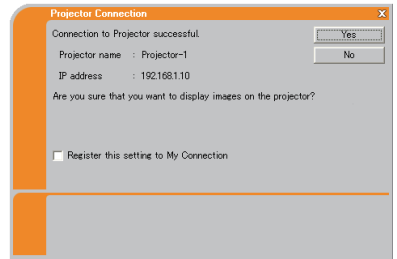 Projector Connection
Connection to Projector successful.
Yes
Projector name : Projector-1
No
IP address : 192.168.1.10
Are you sure that you want to display images on the projector?
Register this setting to My Connection